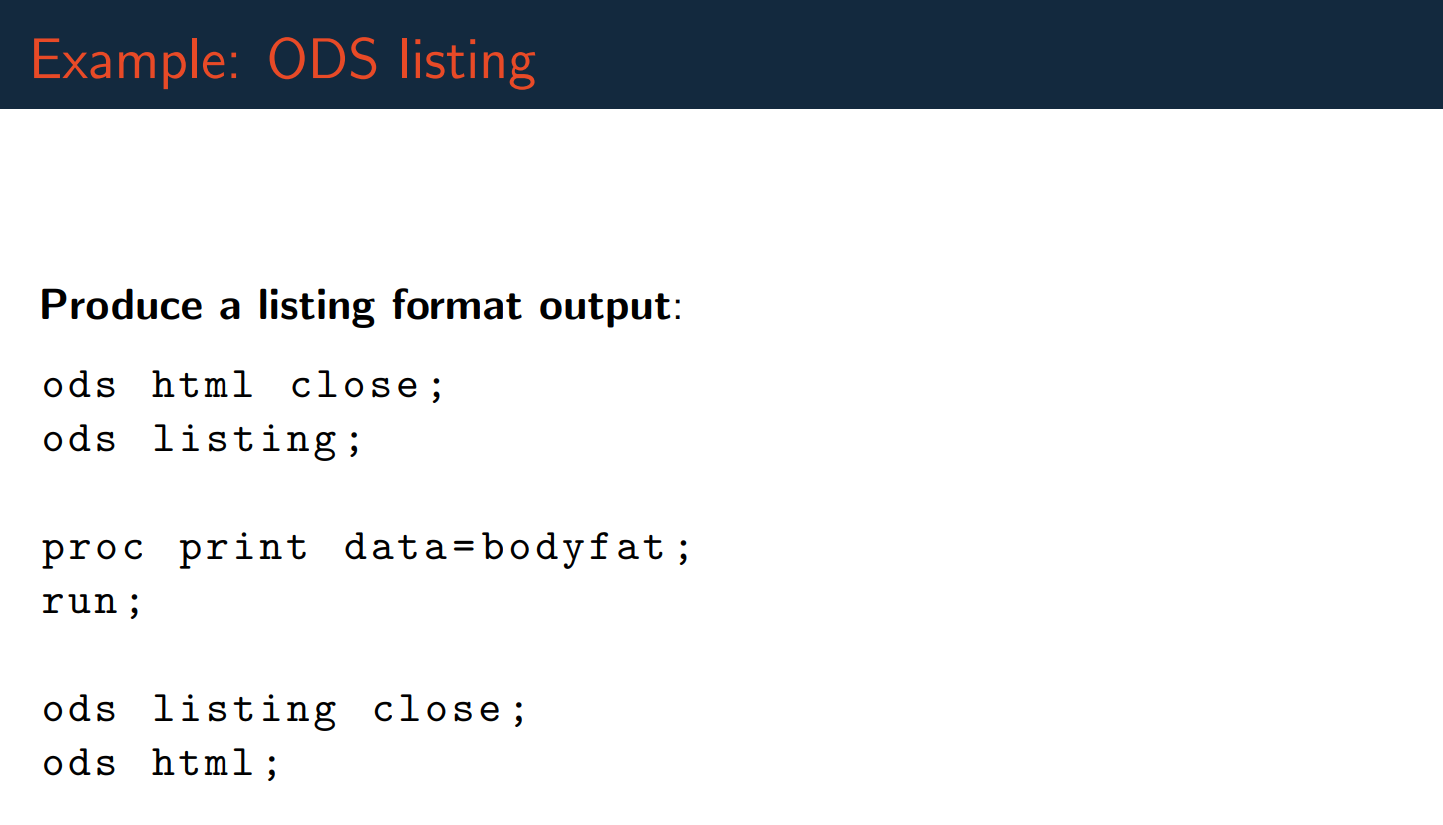 Example: ODS listing
Produce a listing format output:
ods html close;
ods listing;
proc print data=bodyfat;
run;
ods listing close;
ods html;